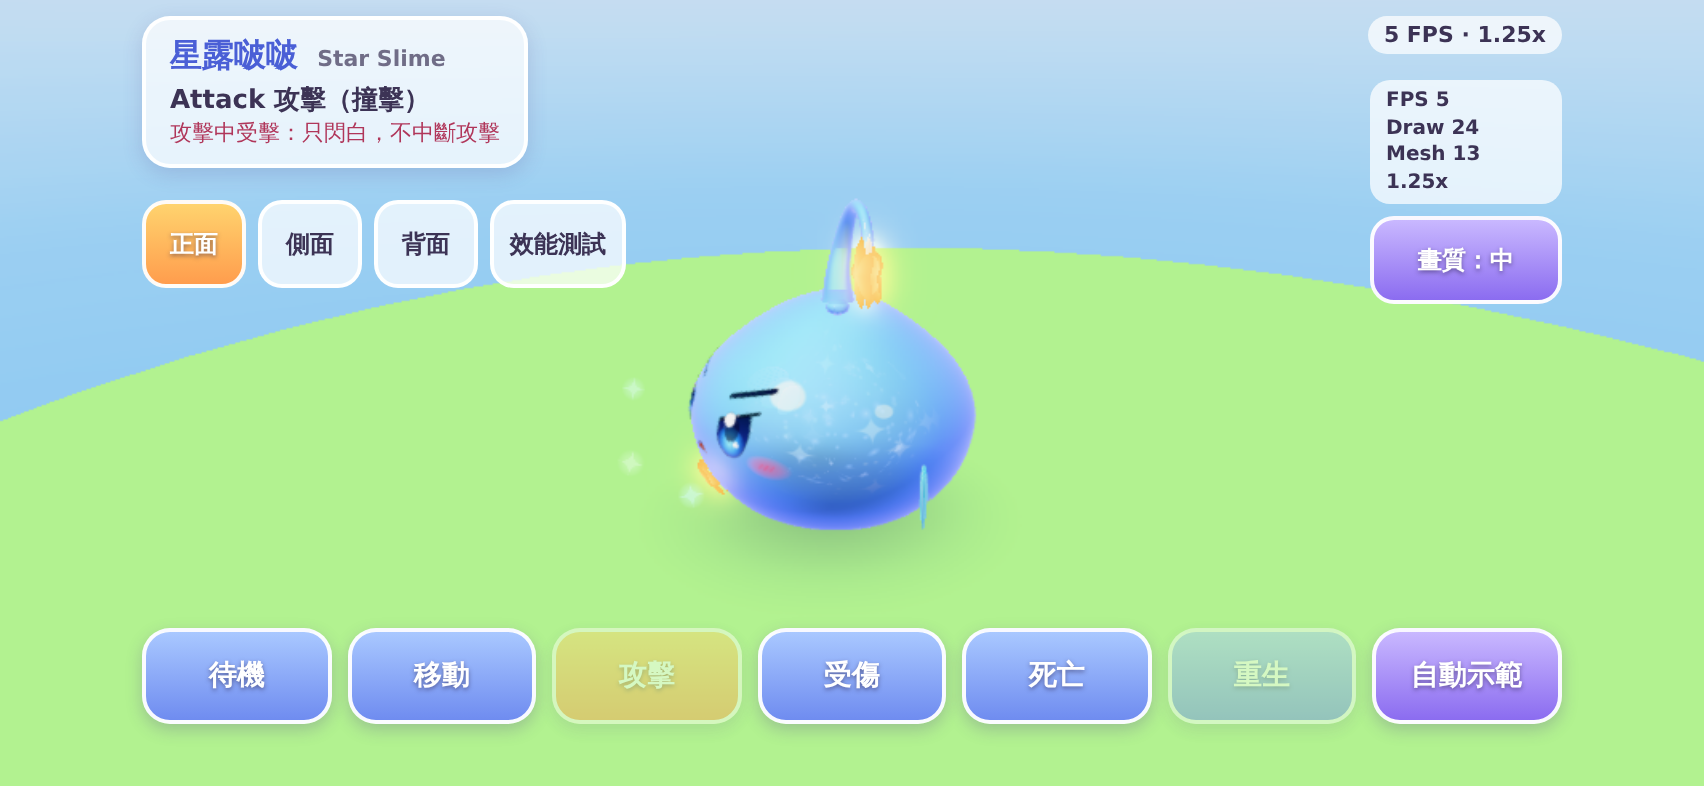 星露啵啵 Star Slime
Attack 攻擊（撞擊）
攻擊中受擊：只閃白，不中斷攻擊
5 FPS · 1.25x
FPS 5
Draw 24
Mesh 13
1.25x
正面 側面 背面 效能測試
畫質：中
待機 移動 攻擊 受傷 死亡 重生 自動示範